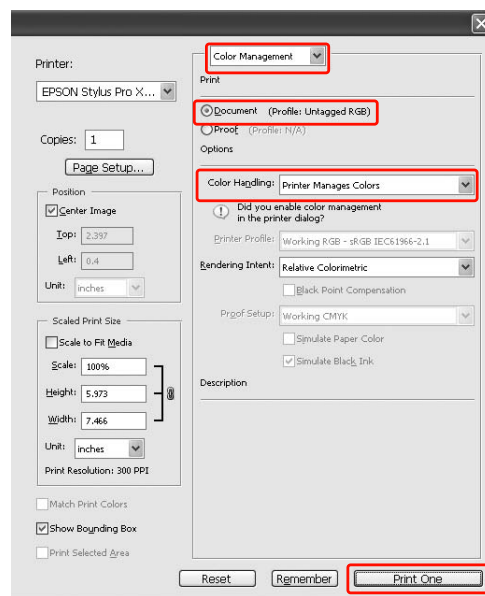 Printer:
EPSON Stylus Pro X...
Copies: 1
Page Setup...
Position
Center Image
Top: 2.397
Left: 0.4
Unit: inches
Scaled Print Size
Scale to Fit Media
Scale: 100%
Height: 5.973
Width: 7.466
Unit: inches
Print Resolution: 300 PPI
Match Print Colors
Show Bounding Box
Print Selected Area
Color Management
Print
Document (Profile: Untagged RGB)
Proof (Profile: N/A)
Options
Color Handling: Printer Manages Colors
Did you enable color management
in the printer dialog?
Printer Profile: Working RGB - sRGB IEC61966-2.1
Rendering Intent: Relative Colorimetric
Black Point Compensation
Proof Setup: Working CMYK
Simulate Paper Color
Simulate Black Ink
Description
Reset Remember Print One